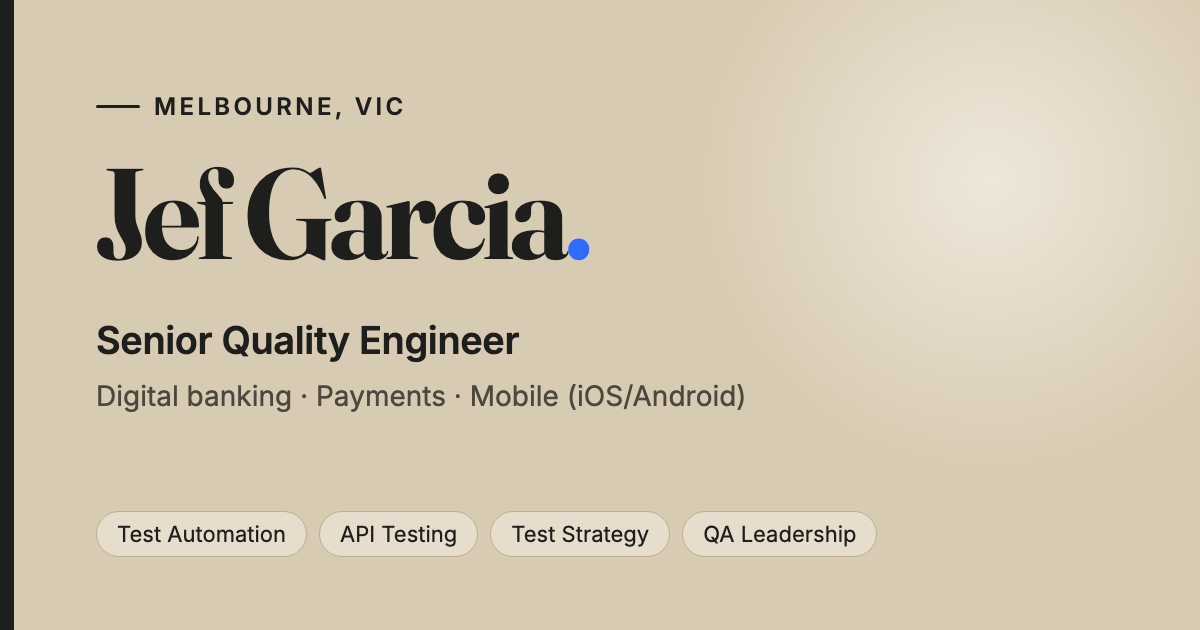 MELBOURNE, VIC
Jef Garcia.
Senior Quality Engineer
Digital banking · Payments · Mobile (iOS/Android)
Test Automation API Testing Test Strategy QA Leadership